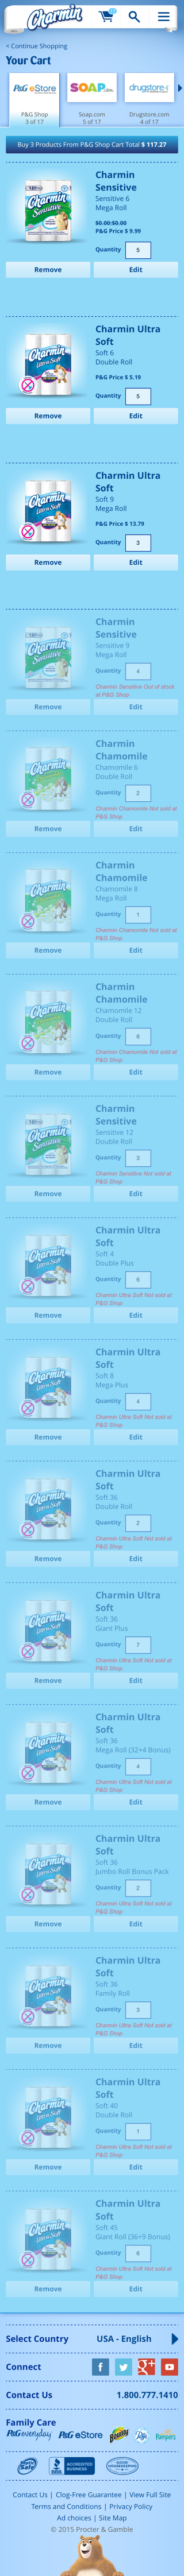 Charmin
< Continue Shopping
Your Cart
P&G eStore
SOAP.com
drugstore
P&G Shop
3 of 17
Soap.com
5 of 17
Drugstore.com
4 of 17
Buy 3 Products From P&G Shop Cart Total $ 117.27
Charmin
Sensitive
Sensitive 6
Mega Roll
$0.00-$0.00
P&G Price $ 9.99
Quantity 5
Remove Edit
Charmin Ultra
Soft
Soft 6
Double Roll
P&G Price $ 5.19
Quantity 5
Remove Edit
Charmin Ultra
Soft
Soft 9
Mega Roll
P&G Price $ 13.79
Quantity 3
Remove Edit
Charmin
Sensitive
Sensitive 9
Mega Roll
Quantity 4
Charmin Sensitive Out of stock
at P&G Shop
Remove Edit
Charmin
Chamomile
Chamomile 6
Double Roll
Quantity 2
Charmin Chamomile Not sold at
P&G Shop
Remove Edit
Charmin
Chamomile
Chamomile 8
Mega Roll
Quantity 1
Charmin Chamomile Not sold at
P&G Shop
Remove Edit
Charmin
Chamomile
Chamomile 12
Double Roll
Quantity 6
Charmin Chamomile Not sold at
P&G Shop
Remove Edit
Charmin
Sensitive
Sensitive 12
Double Roll
Quantity 3
Charmin Sensitive Not sold at
P&G Shop
Remove Edit
Charmin Ultra
Soft
Soft 4
Double Plus
Quantity 6
Charmin Ultra Soft Not sold at
P&G Shop
Remove Edit
Charmin Ultra
Soft
Soft 8
Mega Plus
Quantity 4
Charmin Ultra Soft Not sold at
P&G Shop
Remove Edit
Charmin Ultra
Soft
Soft 36
Double Roll
Quantity 2
Charmin Ultra Soft Not sold at
P&G Shop
Remove Edit
Charmin Ultra
Soft
Soft 36
Giant Plus
Quantity 7
Charmin Ultra Soft Not sold at
P&G Shop
Remove Edit
Charmin Ultra
Soft
Soft 36
Mega Roll (32+4 Bonus)
Quantity 4
Charmin Ultra Soft Not sold at
P&G Shop
Remove Edit
Charmin Ultra
Soft
Soft 36
Jumbo Roll Bonus Pack
Quantity 2
Charmin Ultra Soft Not sold at
P&G Shop
Remove Edit
Charmin Ultra
Soft
Soft 36
Family Roll
Quantity 3
Charmin Ultra Soft Not sold at
P&G Shop
Remove Edit
Charmin Ultra
Soft
Soft 40
Double Roll
Quantity 1
Charmin Ultra Soft Not sold at
P&G Shop
Remove Edit
Charmin Ultra
Soft
Soft 45
Giant Roll (36+9 Bonus)
Quantity 6
Charmin Ultra Soft Not sold at
P&G Shop
Remove Edit
Select Country USA - English
Connect
Contact Us 1.800.777.1410
Family Care
P&G everyday P&G eStore Bounty Puffs Pampers
ACCREDITED
BUSINESS
Contact Us | Clog-Free Guarantee | View Full Site
Terms and Conditions | Privacy Policy
Ad choices | Site Map
© 2015 Procter & Gamble